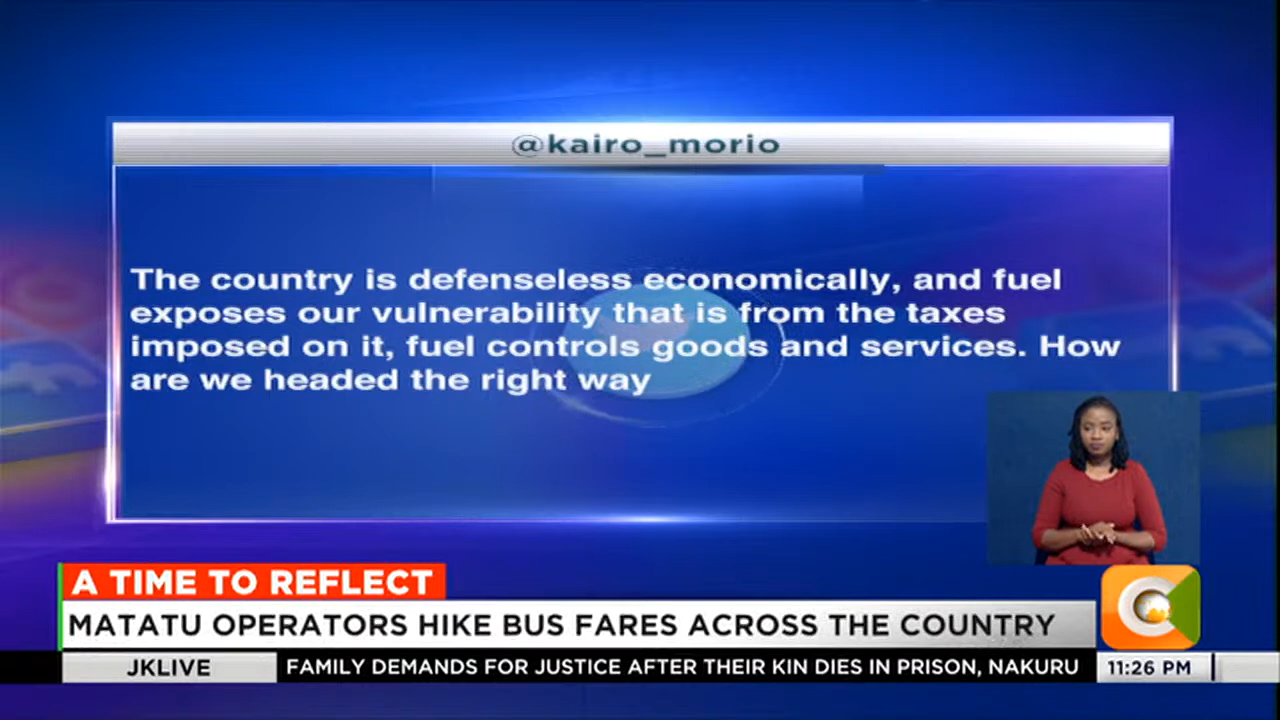 @kairo_morio
The country is defenseless economically, and fuel
exposes our vulnerability that is from the taxes
imposed on it, fuel controls goods and services. How
are we headed the right way
A TIME TO REFLECT
MATATU OPERATORS HIKE BUS FARES ACROSS THE COUNTRY
JKLIVE
FAMILY DEMANDS FOR JUSTICE AFTER THEIR KIN DIES IN PRISON, NAKURU
11:26 PM